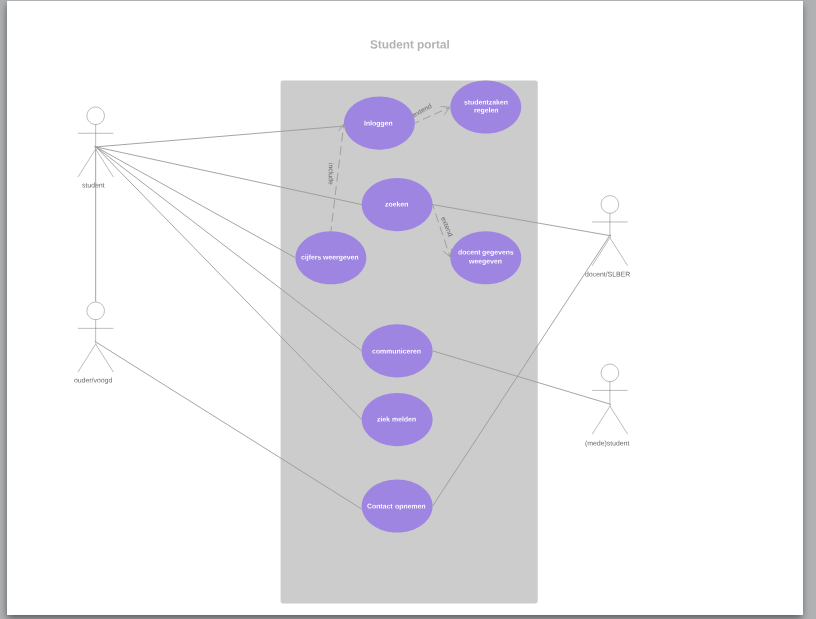 Student portal
studentzaken
regelen
extend
Inloggen
include
student
zoeken
extend
cijfers weergeven
docent gegevens
weegeven
docent/SLBER
communiceren
ouder/voogd
ziek melden
(mede)student
Contact opnemen